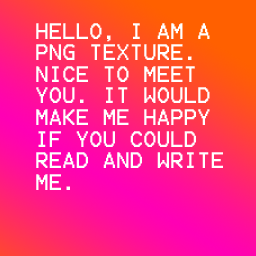 HELLO, I AM A
PNG TEXTURE.
NICE TO MEET
YOU. IT WOULD
MAKE ME HAPPY
IF YOU COULD
READ AND WRITE
ME.